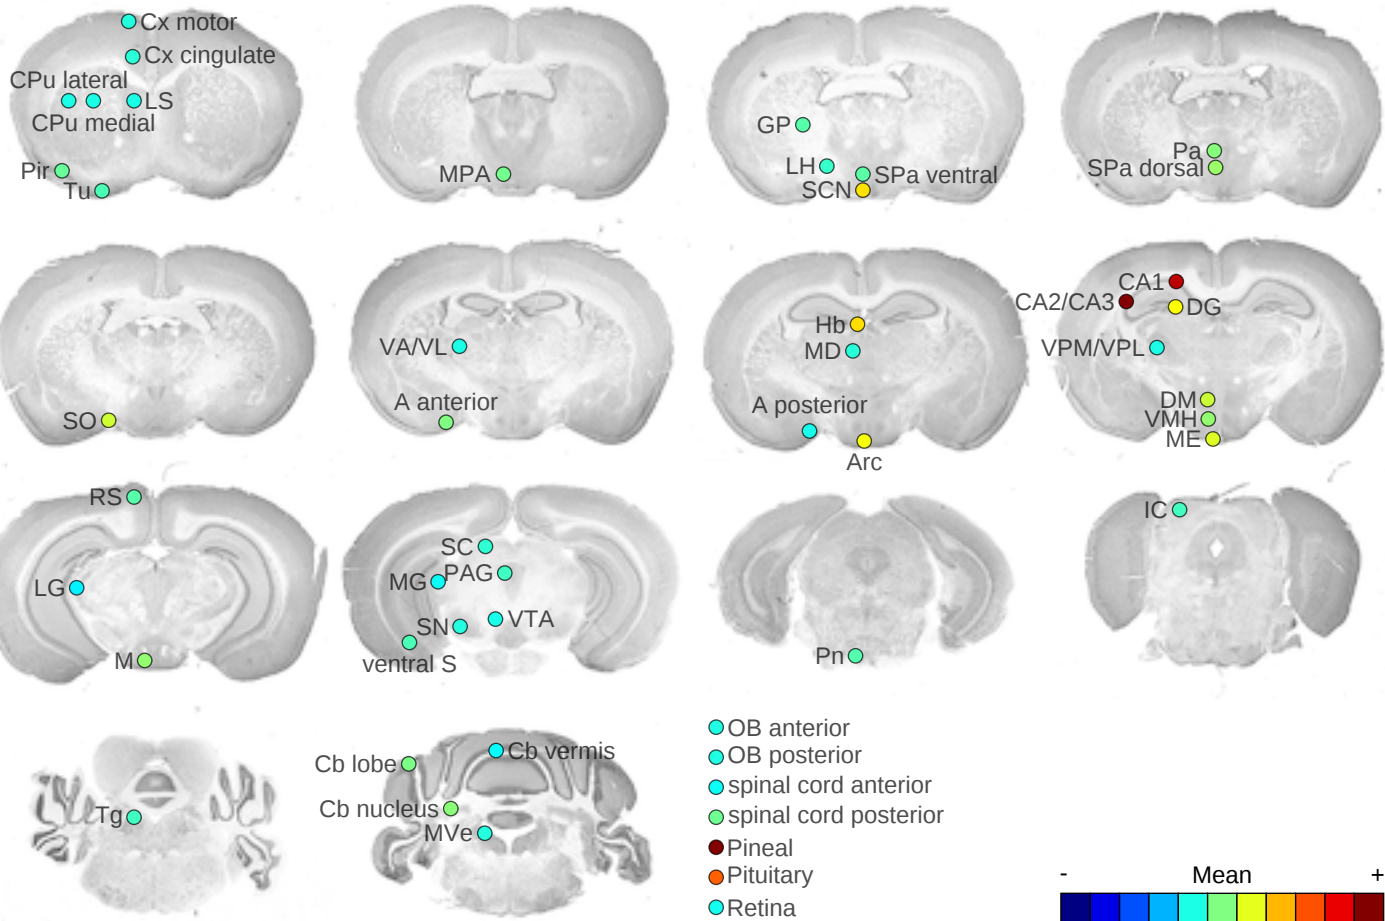 Cx motor
Cx cingulate
CPu lateral
LS
CPu medial
Pir
Tu
MPA
GP
LH
SPa ventral
SCN
Pa
SPa dorsal
SO
VA/VL
A anterior
Hb
MD
A posterior
Arc
CA1
CA2/CA3
DG
VPM/VPL
DM
VMH
ME
RS
LG
M
SC
MG
PAG
SN
VTA
ventral S
Pn
IC
Tg
Cb lobe
Cb vermis
Cb nucleus
MVe
OB anterior
OB posterior
spinal cord anterior
spinal cord posterior
Pineal
Pituitary
Retina
- Mean +